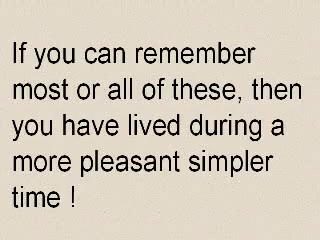 If you can remember
most or all of these, then
you have lived during a
more pleasant simpler
time !